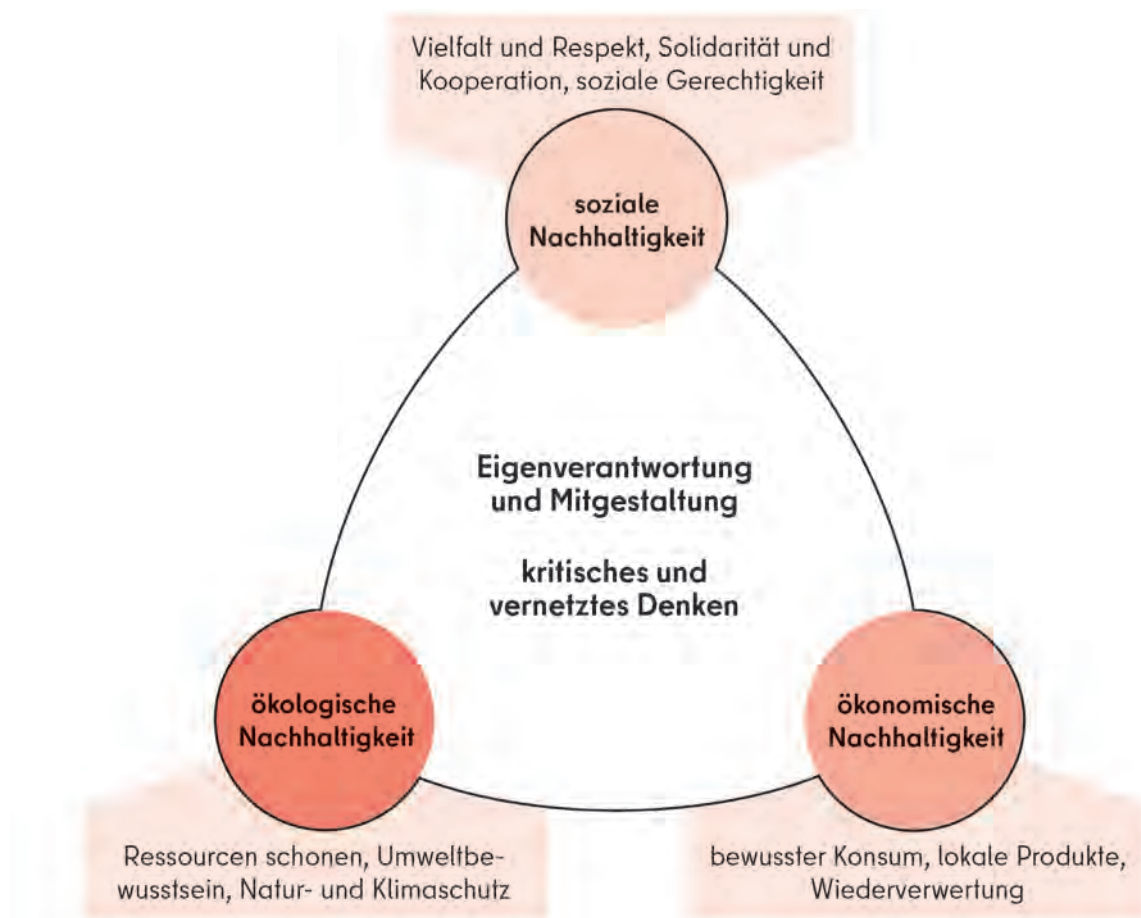 Vielfalt und Respekt, Solidarität und
Kooperation, soziale Gerechtigkeit
soziale
Nachhaltigkeit
Eigenverantwortung
und Mitgestaltung
kritisches und
vernetztes Denken
ökologische
Nachhaltigkeit
ökonomische
Nachhaltigkeit
Ressourcen schonen, Umweltbe-
wusstsein, Natur- und Klimaschutz
bewusster Konsum, lokale Produkte,
Wiederverwertung